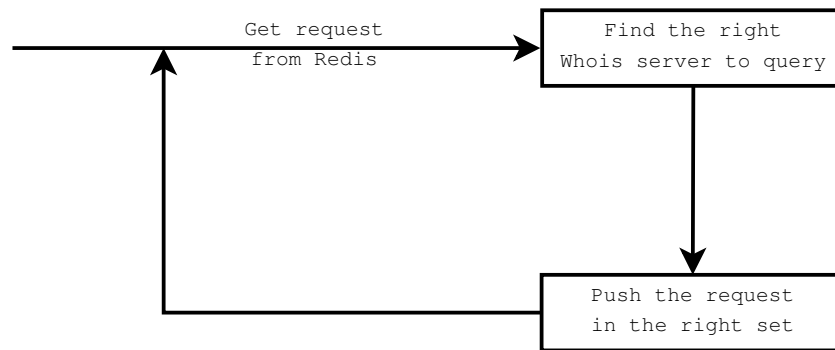 Get request
from Redis
Find the right
Whois server to query
Push the request
in the right set